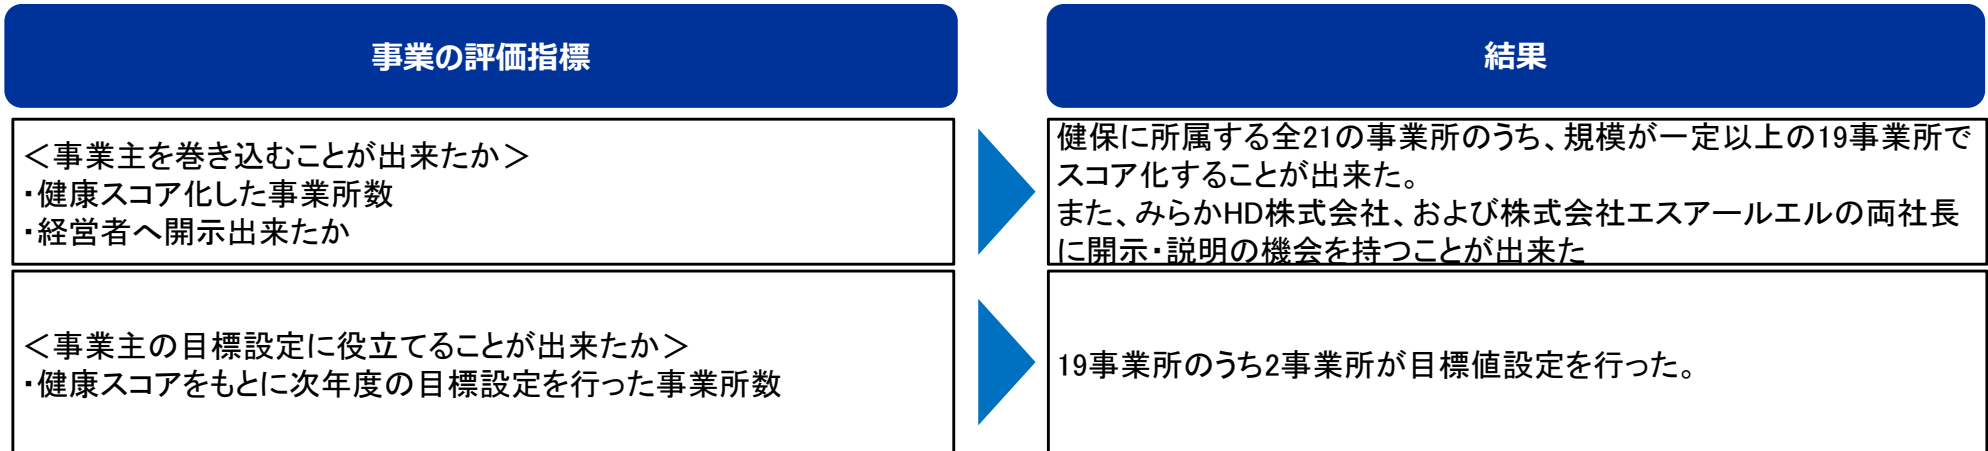 事業の評価指標
結果
＜事業主を巻き込むことが出来たか＞
・健康スコア化した事業所数
・経営者へ開示出来たか
健保に所属する全21の事業所のうち、規模が一定以上の19事業所で
スコア化することが出来た。
また、みらかHD株式会社、および株式会社エスアールエルの両社長
に開示・説明の機会を持つことが出来た
＜事業主の目標設定に役立てることが出来たか＞
・健康スコアをもとに次年度の目標設定を行った事業所数
19事業所のうち2事業所が目標値設定を行った。